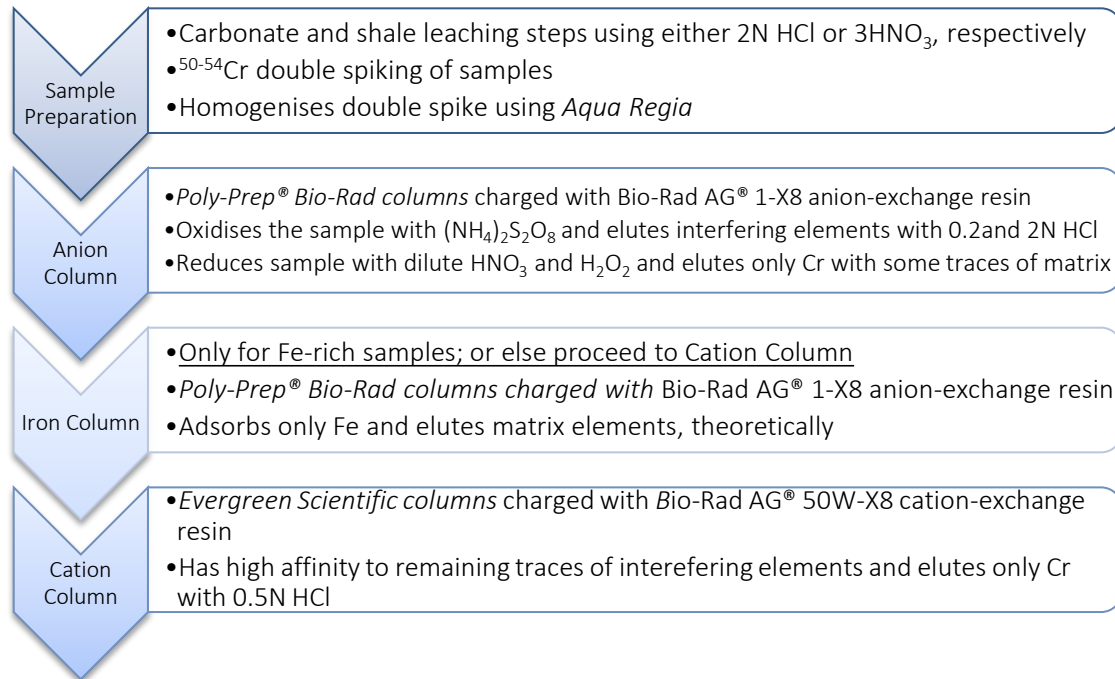 Sample
Preparation
•Carbonate and shale leaching steps using either 2N HCl or 3HNO₃, respectively
•⁵⁰⁻⁵⁴Cr double spiking of samples
•Homogenises double spike using Aqua Regia
Anion
Column
•Poly-Prep® Bio-Rad columns charged with Bio-Rad AG® 1-X8 anion-exchange resin
•Oxidises the sample with (NH₄)₂S₂O₈ and elutes interfering elements with 0.2and 2N HCl
•Reduces sample with dilute HNO₃ and H₂O₂ and elutes only Cr with some traces of matrix
Iron Column
•Only for Fe-rich samples; or else proceed to Cation Column
•Poly-Prep® Bio-Rad columns charged with Bio-Rad AG® 1-X8 anion-exchange resin
•Adsorbs only Fe and elutes matrix elements, theoretically
Cation
Column
•Evergreen Scientific columns charged with Bio-Rad AG® 50W-X8 cation-exchange
resin
•Has high affinity to remaining traces of interefering elements and elutes only Cr
with 0.5N HCl